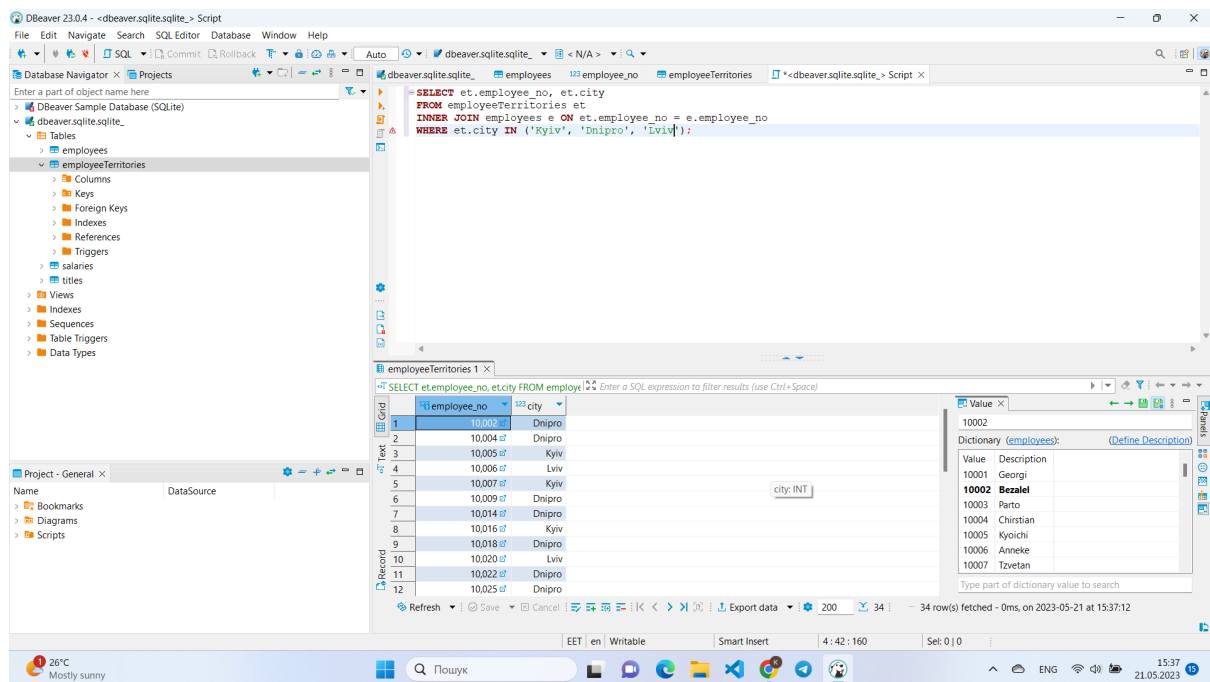 DBeaver 23.0.4 - <dbeaver.sqlite.sqlite_> Script
File Edit Navigate Search SQL Editor Database Window Help
SQL Commit Rollback Auto dbeaver.sqlite.sqlite_ < N/A >
Database Navigator Projects
Enter a part of object name here
DBeaver Sample Database (SQLite)
dbeaver.sqlite.sqlite_
Tables
employees
employeeTerritories
Columns
Keys
Foreign Keys
Indexes
References
Triggers
salaries
titles
Views
Indexes
Sequences
Table Triggers
Data Types
Project - General
Name DataSource
Bookmarks
Diagrams
Scripts
dbeaver.sqlite.sqlite_ employees 123 employee_no employeeTerritories *<dbeaver.sqlite.sqlite_> Script
SELECT et.employee_no, et.city
FROM employeeTerritories et
INNER JOIN employees e ON et.employee_no = e.employee_no
WHERE et.city IN ('Kyiv', 'Dnipro', 'Lviv');
employeeTerritories 1
SELECT et.employee_no, et.city FROM employe Enter a SQL expression to filter results (use Ctrl+Space)
Grid
Text
Record
employee_no 123 city
1 10,002 Dnipro
2 10,004 Dnipro
3 10,005 Kyiv
4 10,006 Lviv
5 10,007 Kyiv
6 10,009 Dnipro
7 10,014 Dnipro
8 10,016 Kyiv
9 10,018 Dnipro
10 10,020 Lviv
11 10,022 Dnipro
12 10,025 Dnipro
city: INT
Value
Panels
10002
Dictionary (employees): (Define Description)
Value Description
10001 Georgi
10002 Bezalel
10003 Parto
10004 Chirstian
10005 Kyoichi
10006 Anneke
10007 Tzvetan
Type part of dictionary value to search
Refresh Save Cancel Export data 200 34 34 row(s) fetched - 0ms, on 2023-05-21 at 15:37:12
EET en Writable Smart Insert 4 : 42 : 160 Sel: 0 | 0
1
26°C
Mostly sunny
Пошук
ENG
15:37
21.05.2023
15